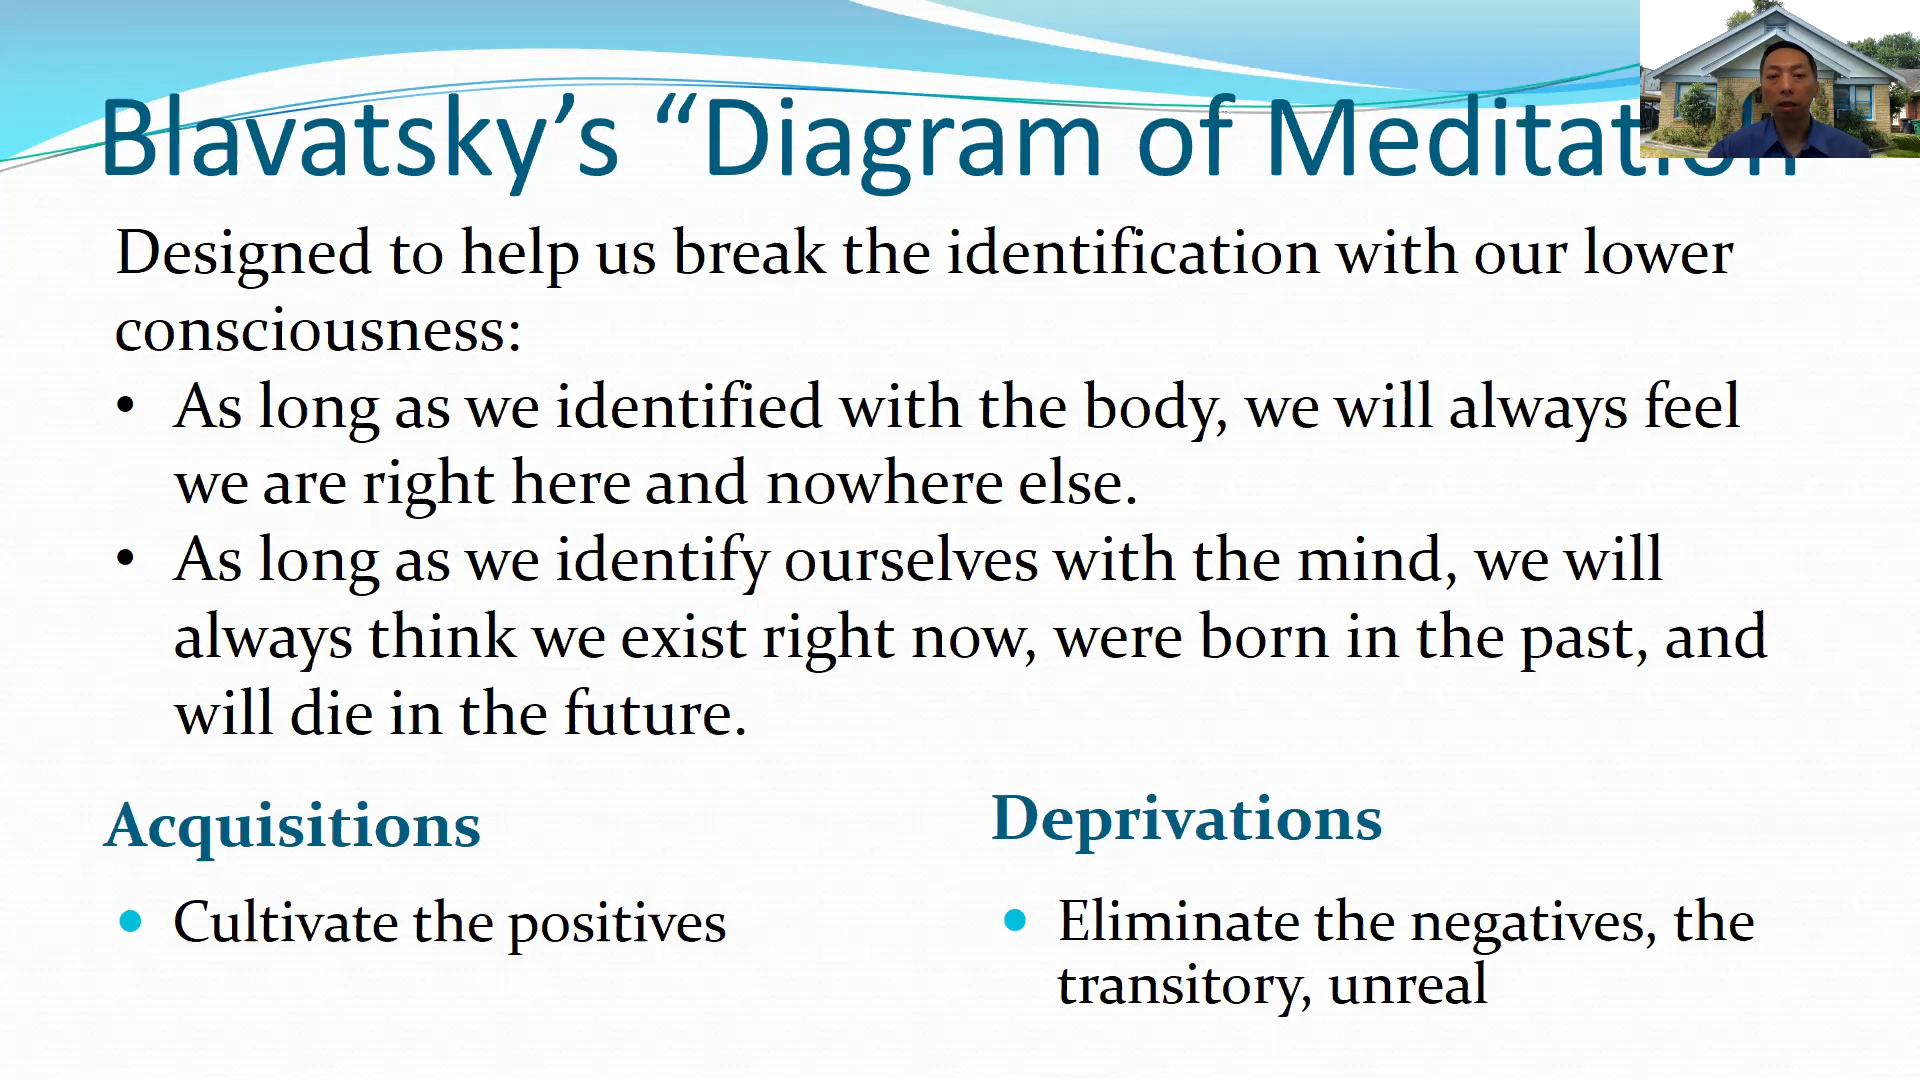 Blavatsky’s “Diagram of Meditation
Designed to help us break the identification with our lower
consciousness:
• As long as we identified with the body, we will always feel
we are right here and nowhere else.
• As long as we identify ourselves with the mind, we will
always think we exist right now, were born in the past, and
will die in the future.
Acquisitions
• Cultivate the positives
Deprivations
• Eliminate the negatives, the
transitory, unreal